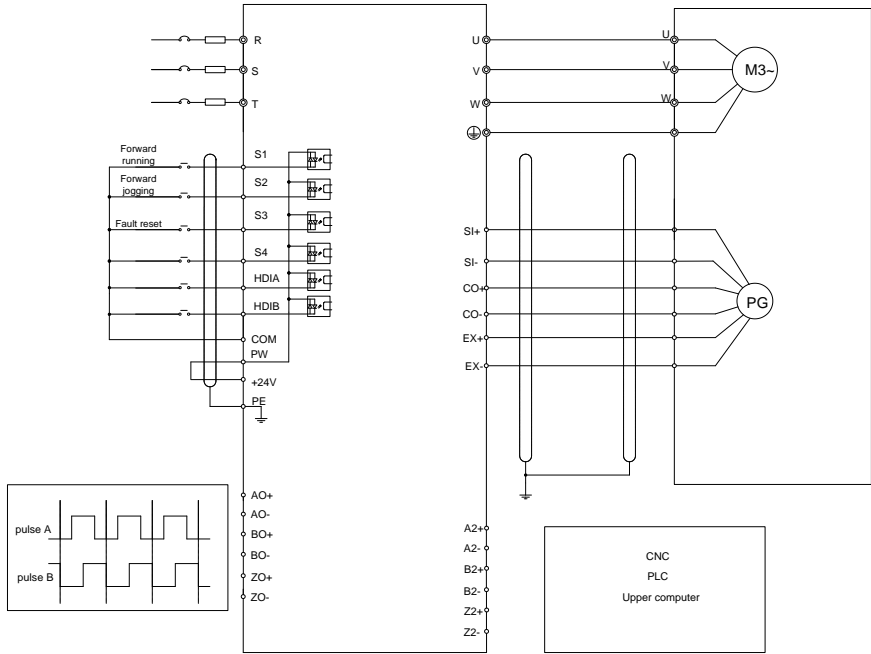 R
S
T
U
V
W
U
V
W
M3~
Forward
running
S1
Forward
jogging
S2
Fault reset
S3
S4
HDIA
HDIB
COM
PW
+24V
PE
SI+
SI-
CO+
CO-
EX+
EX-
PG
pulse A
pulse B
AO+
AO-
BO+
BO-
ZO+
ZO-
A2+
A2-
B2+
B2-
Z2+
Z2-
CNC
PLC
Upper computer